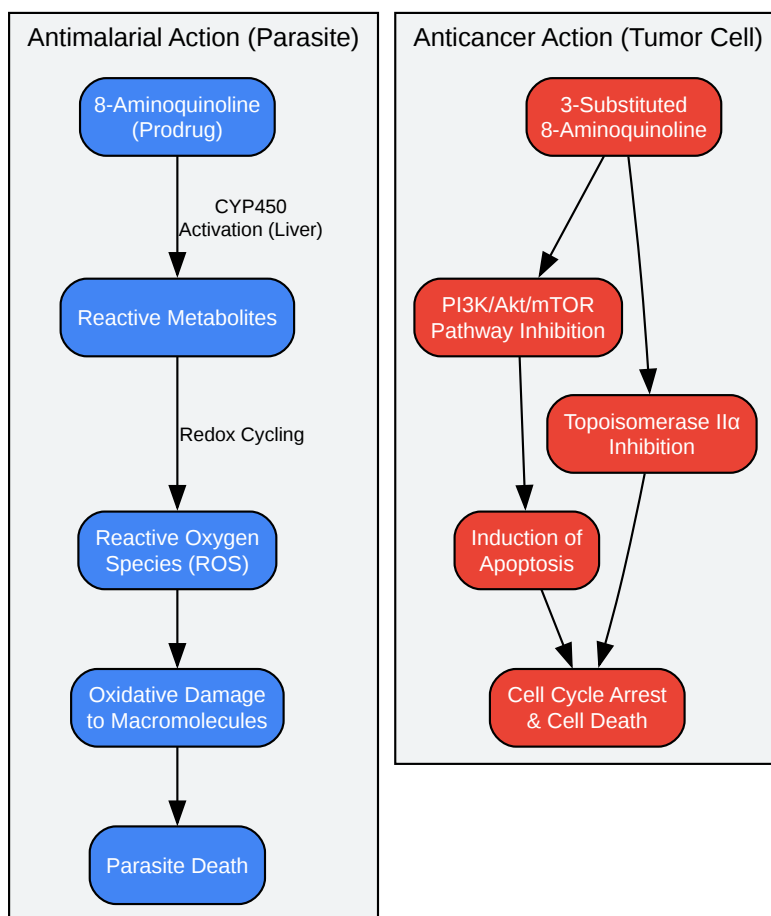 Antimalarial Action (Parasite)
8-Aminoquinoline
(Prodrug)
CYP450
Activation (Liver)
Reactive Metabolites
Redox Cycling
Reactive Oxygen
Species (ROS)
Oxidative Damage
to Macromolecules
Parasite Death
Anticancer Action (Tumor Cell)
3-Substituted
8-Aminoquinoline
PI3K/Akt/mTOR
Pathway Inhibition
Topoisomerase IIα
Inhibition
Induction of
Apoptosis
Cell Cycle Arrest
& Cell Death